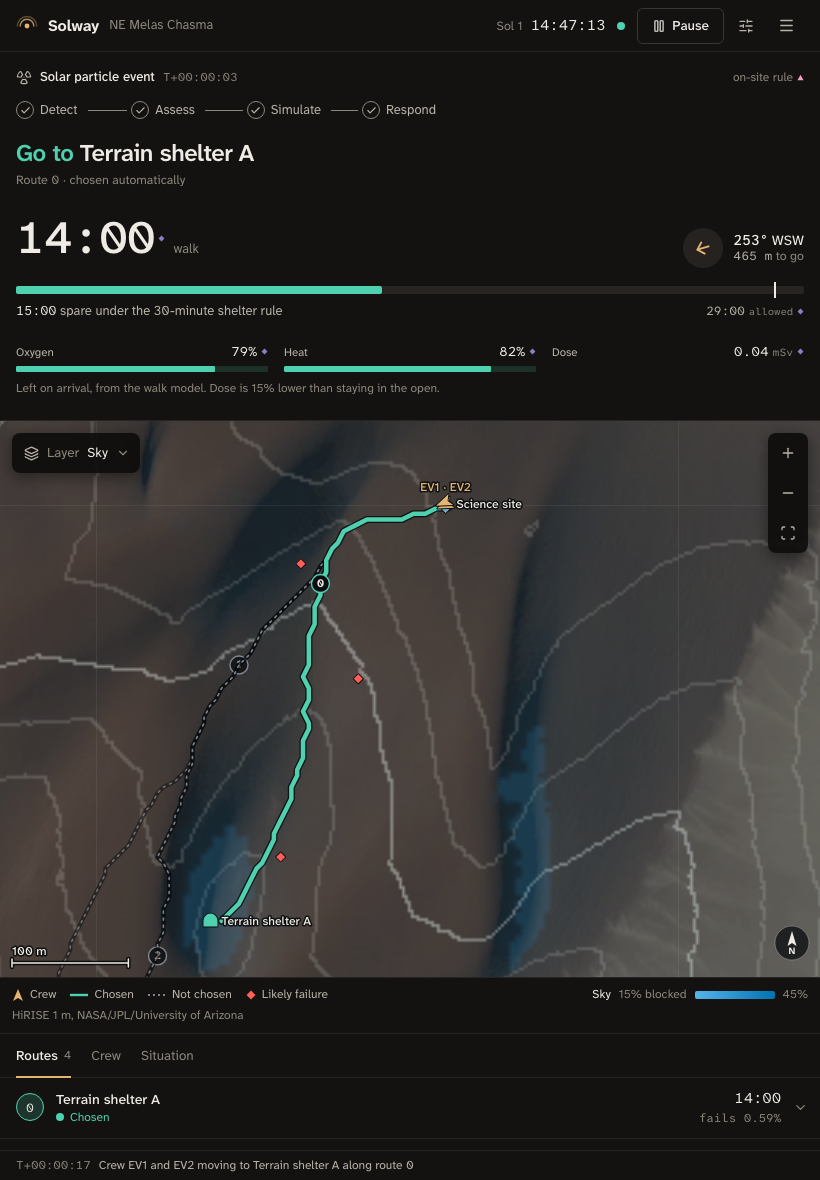 Solway NE Melas Chasma Sol 1 14:47:13 Pause
Solar particle event T+00:00:03 on-site rule
Detect Assess Simulate Respond
Go to Terrain shelter A
Route 0 · chosen automatically
14:00 walk 253° WSW
465 m to go
15:00 spare under the 30-minute shelter rule 29:00 allowed
Oxygen 79% Heat 82% Dose 0.04 mSv
Left on arrival, from the walk model. Dose is 15% lower than staying in the open.
Layer Sky
EV1 · EV2
Science site
0
Terrain shelter A
2
100 m
N
Crew Chosen Not chosen Likely failure Sky 15% blocked 45%
HiRISE 1 m, NASA/JPL/University of Arizona
Routes 4 Crew Situation
0 Terrain shelter A 14:00
Chosen fails 0.59%
T+00:00:17 Crew EV1 and EV2 moving to Terrain shelter A along route 0